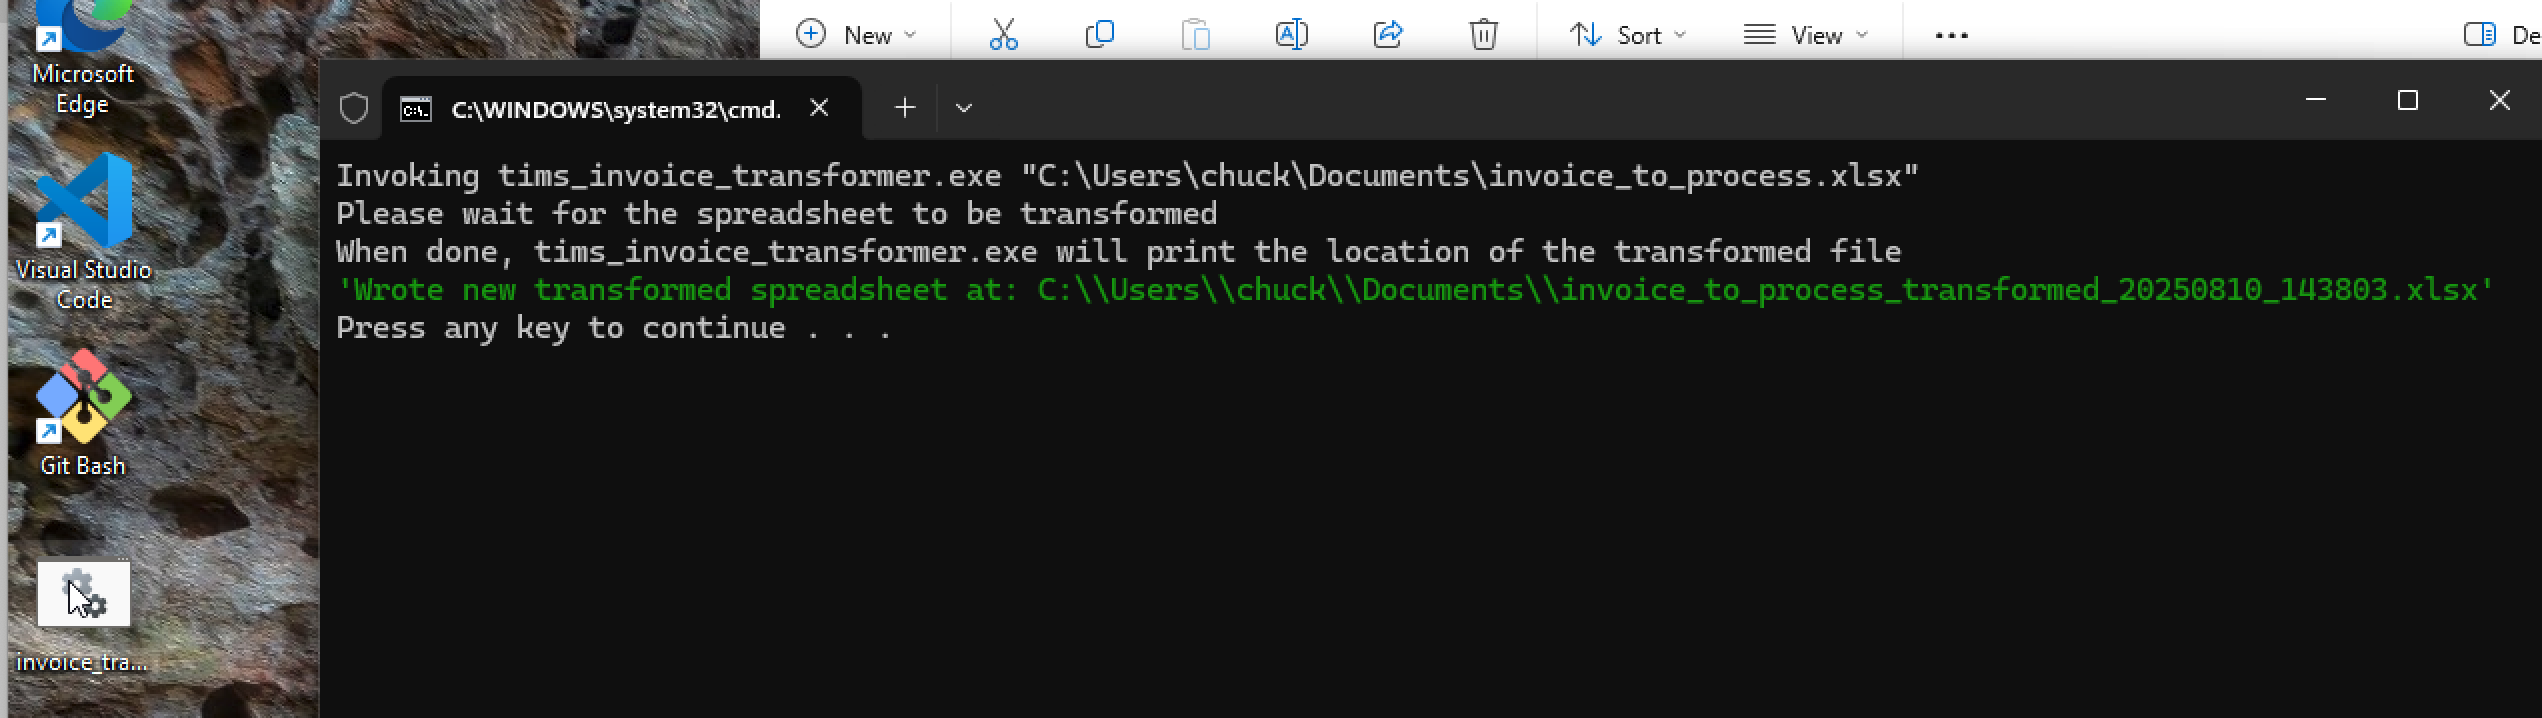 Microsoft
Edge
Visual Studio
Code
Git Bash
invoice_tra...
New
Sort
View
•••
De
C:\WINDOWS\system32\cmd.
Invoking tims_invoice_transformer.exe "C:\Users\chuck\Documents\invoice_to_process.xlsx"
Please wait for the spreadsheet to be transformed
When done, tims_invoice_transformer.exe will print the location of the transformed file
'Wrote new transformed spreadsheet at: C:\\Users\\chuck\\Documents\\invoice_to_process_transformed_20250810_143803.xlsx'
Press any key to continue . . .